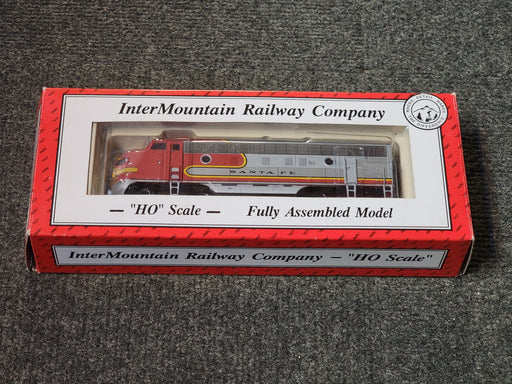 InterMountain Railway Company
SANTA FE
"HO" Scale — Fully Assembled Model
InterMountain Railway Company — "HO Scale"